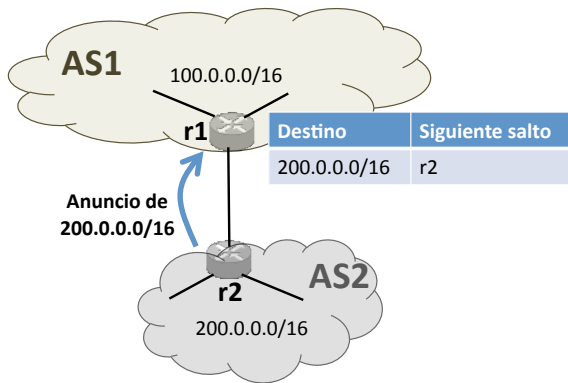 AS1
100.0.0.0/16
r1
Destino Siguiente salto
200.0.0.0/16 r2
Anuncio de
200.0.0.0/16
r2
AS2
200.0.0.0/16